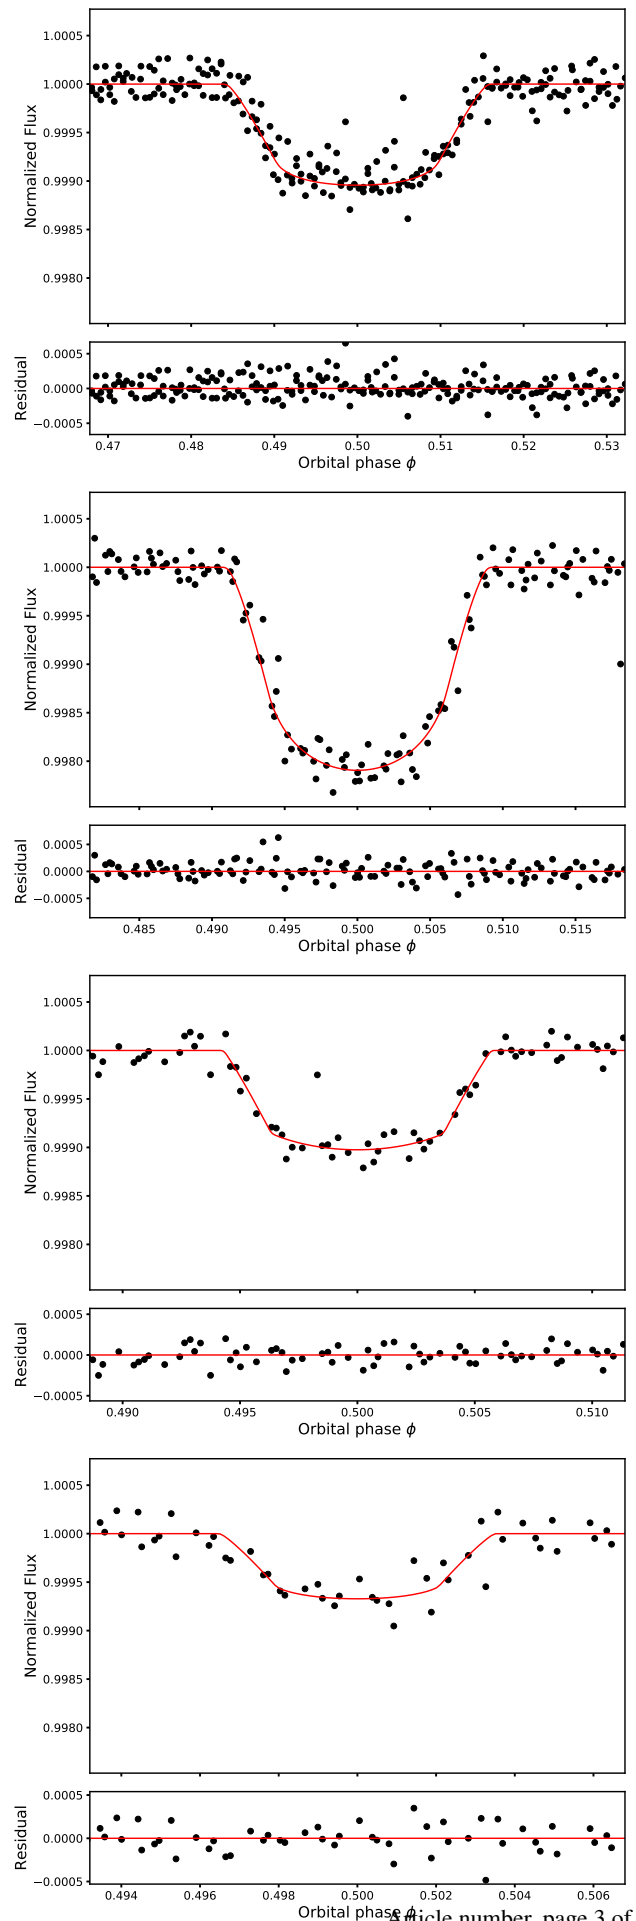 1.0005
1.0000
0.9995
0.9990
0.9985
0.9980
Normalized Flux
0.0005
0.0000
−0.0005
Residual
0.47 0.48 0.49 0.50 0.51 0.52 0.53
Orbital phase ϕ
1.0005
1.0000
0.9995
0.9990
0.9985
0.9980
Normalized Flux
0.0005
0.0000
−0.0005
Residual
0.485 0.490 0.495 0.500 0.505 0.510 0.515
Orbital phase ϕ
1.0005
1.0000
0.9995
0.9990
0.9985
0.9980
Normalized Flux
0.0005
0.0000
−0.0005
Residual
0.490 0.495 0.500 0.505 0.510
Orbital phase ϕ
1.0005
1.0000
0.9995
0.9990
0.9985
0.9980
Normalized Flux
0.0005
0.0000
−0.0005
Residual
0.494 0.496 0.498 0.500 0.502 0.504 0.506
Orbital phase ϕ
Article number, page 3 of